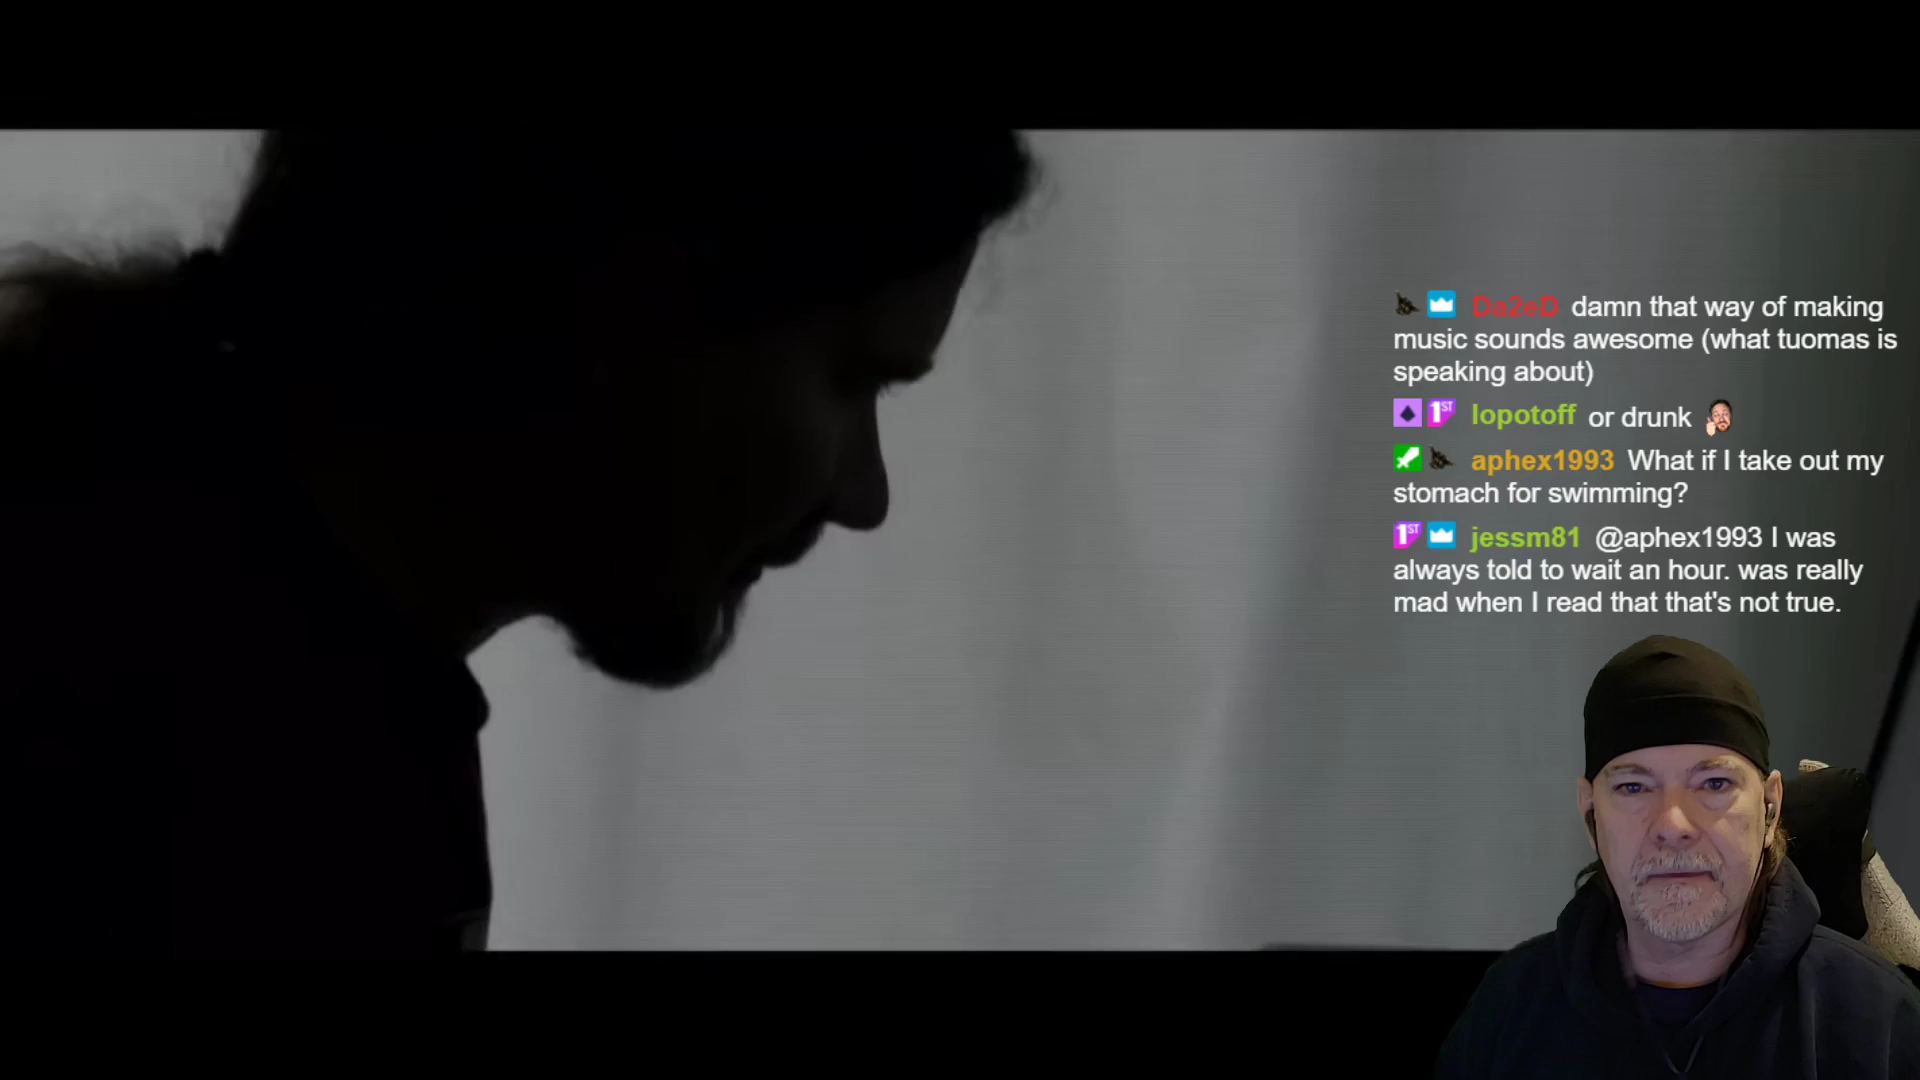 Da2eD damn that way of making
music sounds awesome (what tuomas is
speaking about)
1ST lopotoff or drunk
aphex1993 What if I take out my
stomach for swimming?
1ST jessm81 @aphex1993 I was
always told to wait an hour. was really
mad when I read that that's not true.